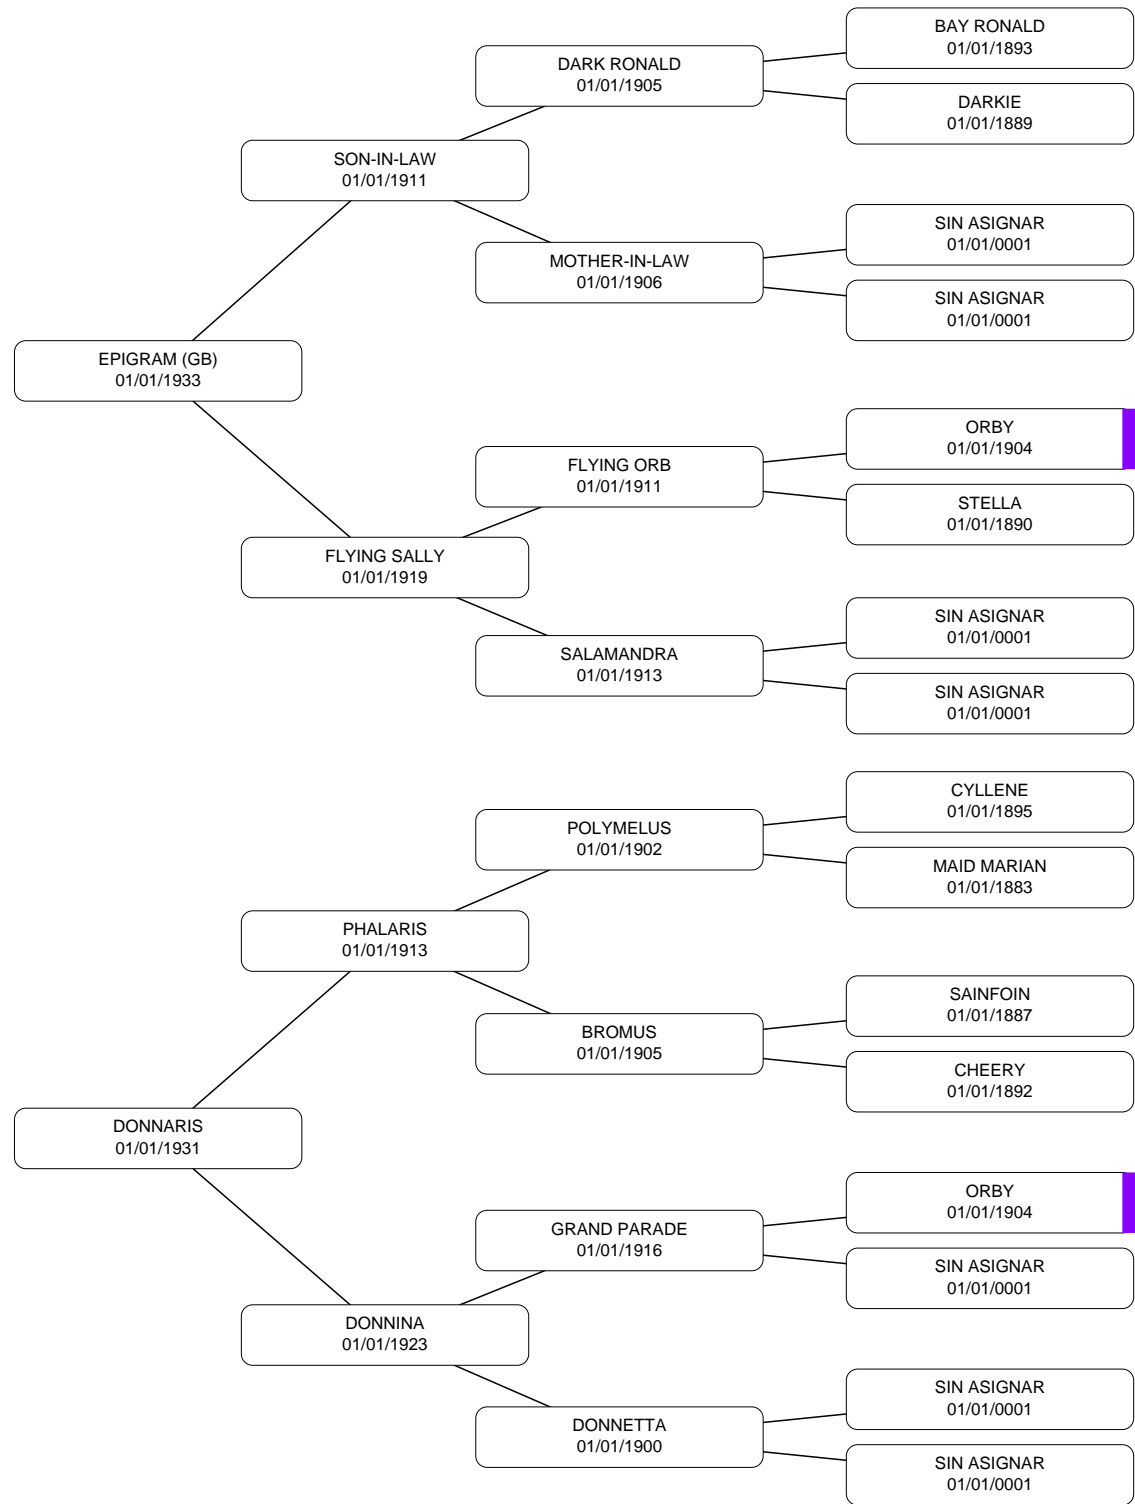 BAY RONALD
01/01/1893
DARK RONALD
01/01/1905
DARKIE
01/01/1889
SON-IN-LAW
01/01/1911
SIN ASIGNAR
01/01/0001
MOTHER-IN-LAW
01/01/1906
SIN ASIGNAR
01/01/0001
EPIGRAM (GB)
01/01/1933
ORBY
01/01/1904
FLYING ORB
01/01/1911
STELLA
01/01/1890
FLYING SALLY
01/01/1919
SIN ASIGNAR
01/01/0001
SALAMANDRA
01/01/1913
SIN ASIGNAR
01/01/0001
CYLLENE
01/01/1895
POLYMELUS
01/01/1902
MAID MARIAN
01/01/1883
PHALARIS
01/01/1913
SAINFOIN
01/01/1887
BROMUS
01/01/1905
CHEERY
01/01/1892
DONNARIS
01/01/1931
ORBY
01/01/1904
GRAND PARADE
01/01/1916
SIN ASIGNAR
01/01/0001
DONNINA
01/01/1923
SIN ASIGNAR
01/01/0001
DONNETTA
01/01/1900
SIN ASIGNAR
01/01/0001